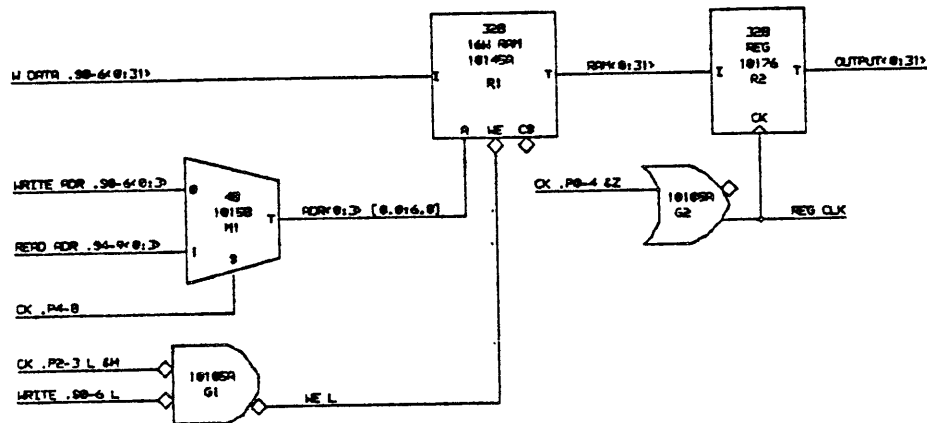 32B
16W RAM
10145A
R1
I
T
A
WE
CS
32B
REG
10176
R2
I
T
CK
W DATA .S0-6<0:31>
RAM<0:31>
OUTPUT<0:31>
WRITE ADR .S0-6<0:3>
0
4B
10158
M1
T
ADR<0:3> [0.0:6.0]
READ ADR .S4-9<0:3>
1
S
CK .P0-4 &Z
10105A
G2
REG CLK
CK .P4-8
CK .P2-3 L &H
WRITE .S0-6 L
10105A
G1
WE L